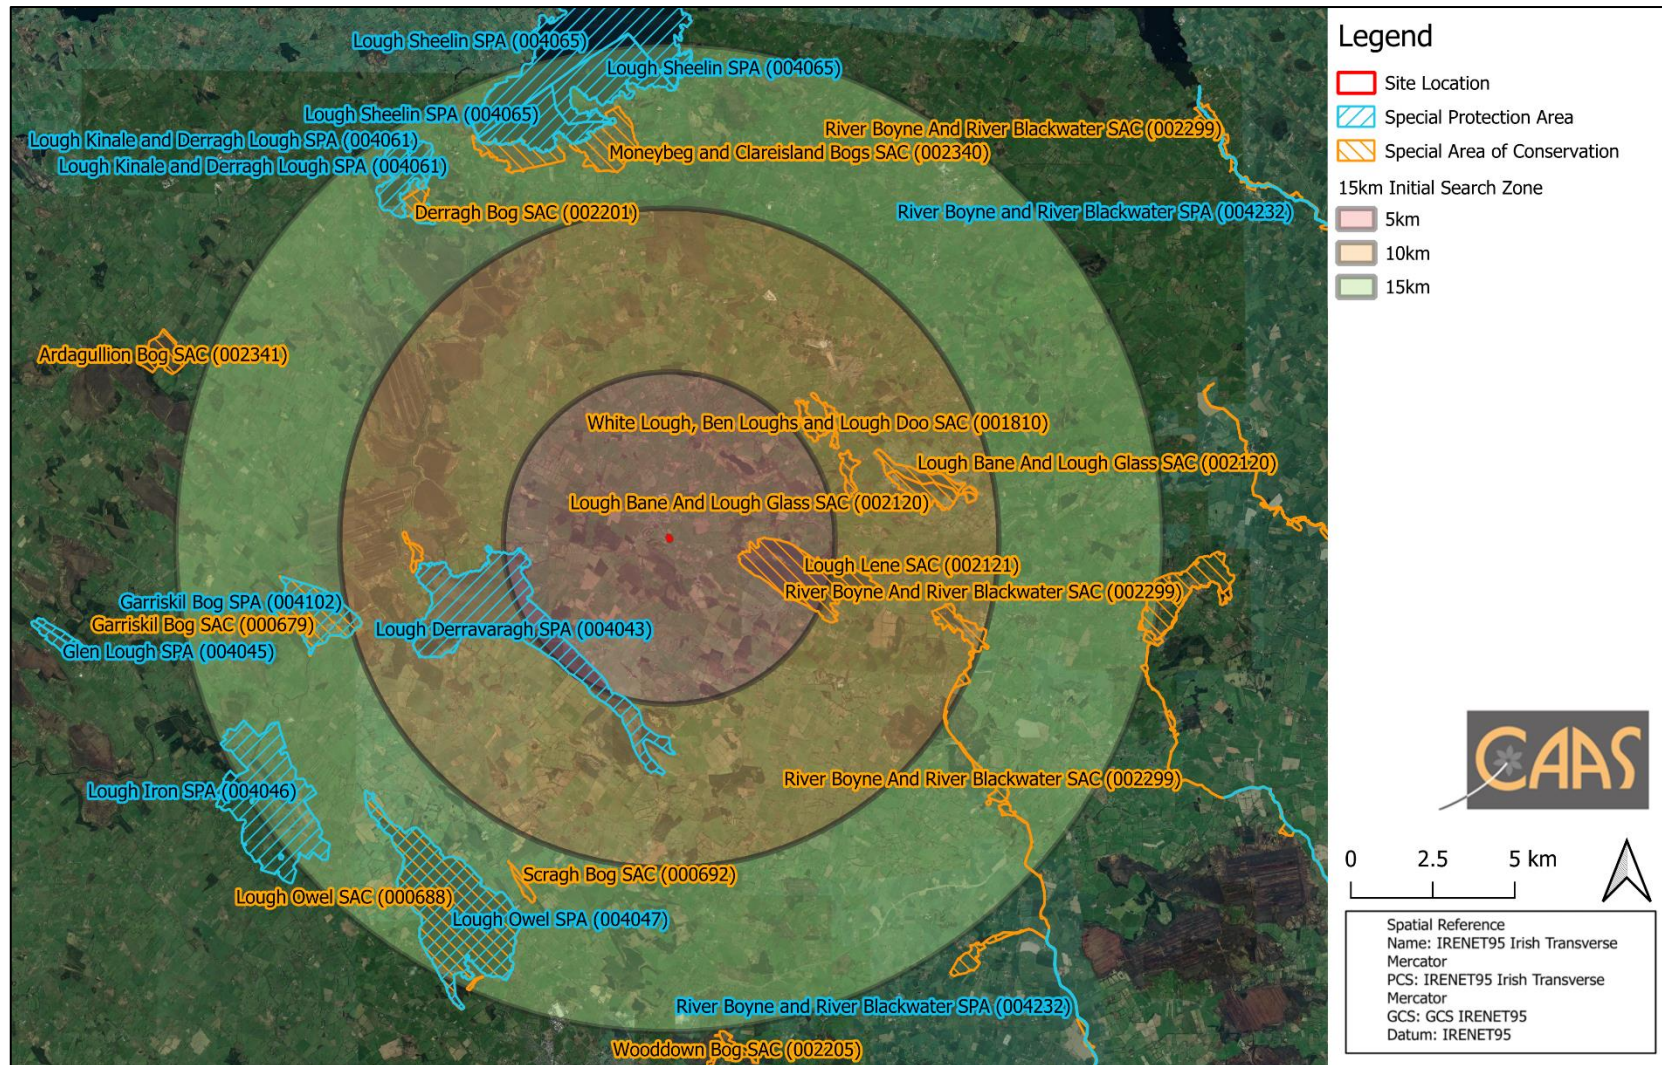 Lough Sheelin SPA (004065)
Lough Sheelin SPA (004065)
Lough Sheelin SPA (004065)
Lough Kinale and Derragh Lough SPA (004061)
Lough Kinale and Derragh Lough SPA (004061)
River Boyne And River Blackwater SAC (002299)
Moneybeg and Clareisland Bogs SAC (002340)
Derragh Bog SAC (002201)
River Boyne and River Blackwater SPA (004232)
Ardagullion Bog SAC (002341)
White Lough, Ben Loughs and Lough Doo SAC (001810)
Lough Bane And Lough Glass SAC (002120)
Lough Bane And Lough Glass SAC (002120)
Lough Lene SAC (002121)
River Boyne And River Blackwater SAC (002299)
Garriskil Bog SPA (004102)
Garriskil Bog SAC (000679)
Glen Lough SPA (004045)
Lough Derravaragh SPA (004043)
River Boyne And River Blackwater SAC (002299)
Lough Iron SPA (004046)
Scragh Bog SAC (000692)
Lough Owel SAC (000688)
Lough Owel SPA (004047)
River Boyne and River Blackwater SPA (004232)
Wooddown Bog SAC (002205)
Legend
Site Location
Special Protection Area
Special Area of Conservation
15km Initial Search Zone
5km
10km
15km
CAAS
0 2.5 5 km
Spatial Reference
Name: IRENET95 Irish Transverse
Mercator
PCS: IRENET95 Irish Transverse
Mercator
GCS: GCS IRENET95
Datum: IRENET95